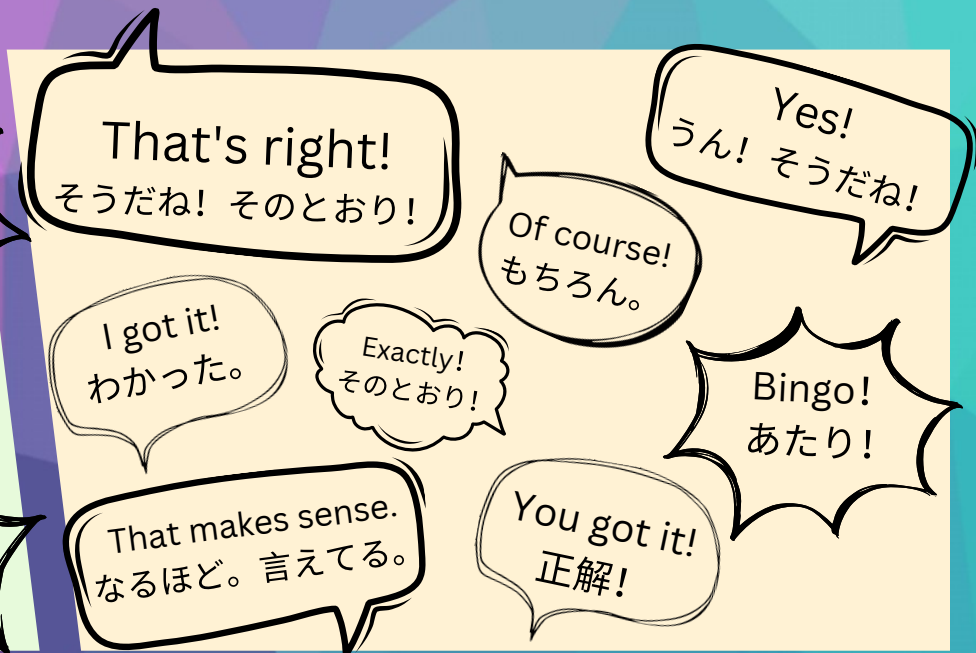 That's right!
そうだね！そのとおり！
Yes!
うん！そうだね！
Of course!
もちろん。
I got it!
わかった。
Exactly!
そのとおり！
Bingo!
あたり！
That makes sense.
なるほど。言えてる。
You got it!
正解！